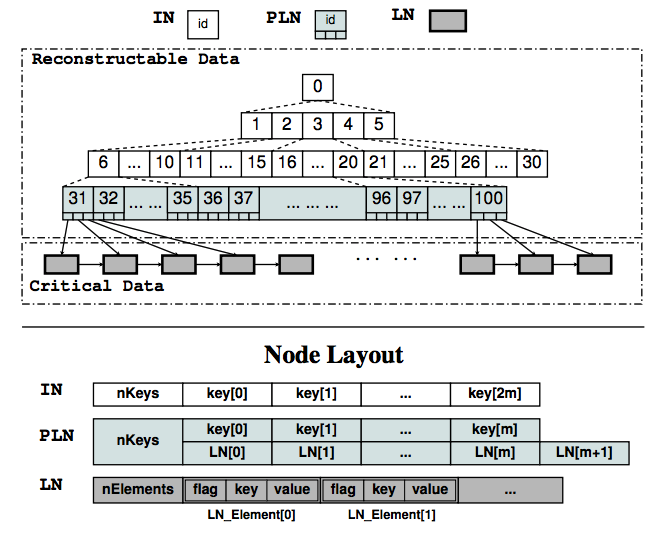 IN id PLN id LN
Reconstructable Data
0
1 2 3 4 5
6 ... 10 11 ... 15 16 ... 20 21 ... 25 26 ... 30
31 32 ... ... 35 36 37 ... ... ... 96 97 ... ... 100
... ...
Critical Data
Node Layout
IN nKeys key[0] key[1] ... key[2m]
PLN nKeys key[0] key[1] ... key[m]
LN[0] LN[1] ... LN[m] LN[m+1]
LN nElements flag key value flag key value ...
LN_Element[0] LN_Element[1]